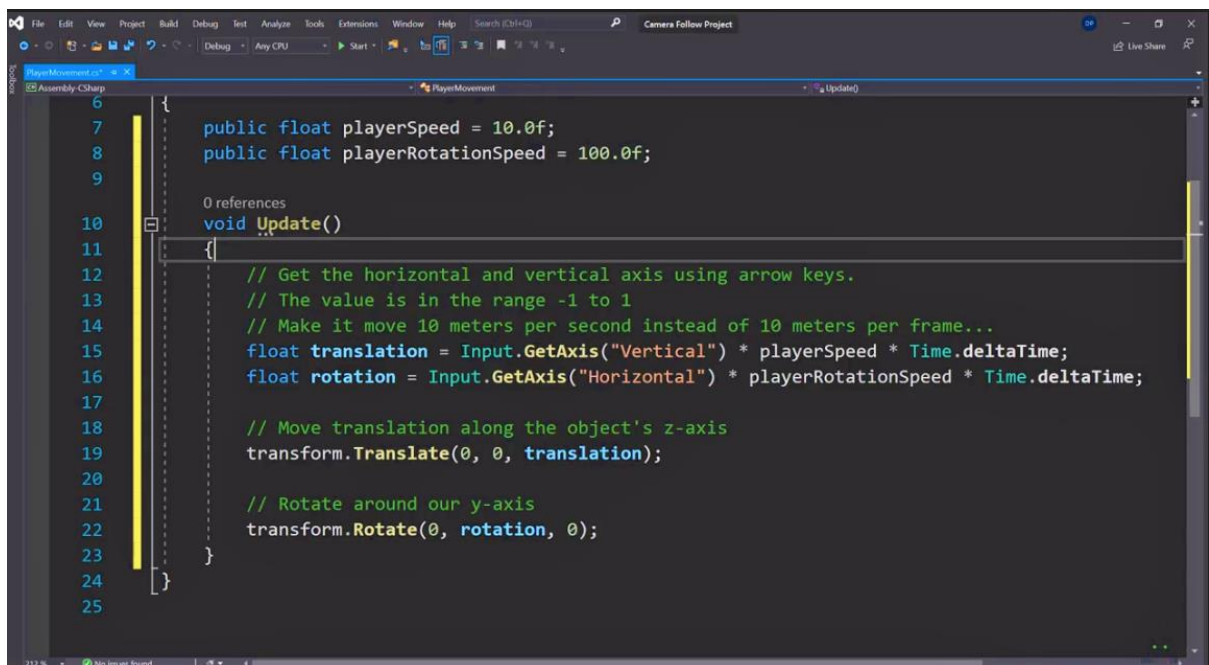 File Edit View Project Build Debug Test Analyze Tools Extensions Window Help Search (Ctrl+Q) Camera Follow Project DP
Debug Any CPU Start Live Share
Toolbox
PlayerMovement.cs*
Assembly-CSharp PlayerMovement Update()
6 {
7 public float playerSpeed = 10.0f;
8 public float playerRotationSpeed = 100.0f;
9
0 references
10 void Update()
11 {
12 // Get the horizontal and vertical axis using arrow keys.
13 // The value is in the range -1 to 1
14 // Make it move 10 meters per second instead of 10 meters per frame...
15 float translation = Input.GetAxis("Vertical") * playerSpeed * Time.deltaTime;
16 float rotation = Input.GetAxis("Horizontal") * playerRotationSpeed * Time.deltaTime;
17
18 // Move translation along the object's z-axis
19 transform.Translate(0, 0, translation);
20
21 // Rotate around our y-axis
22 transform.Rotate(0, rotation, 0);
23 }
24 }
25
212 % No issues found